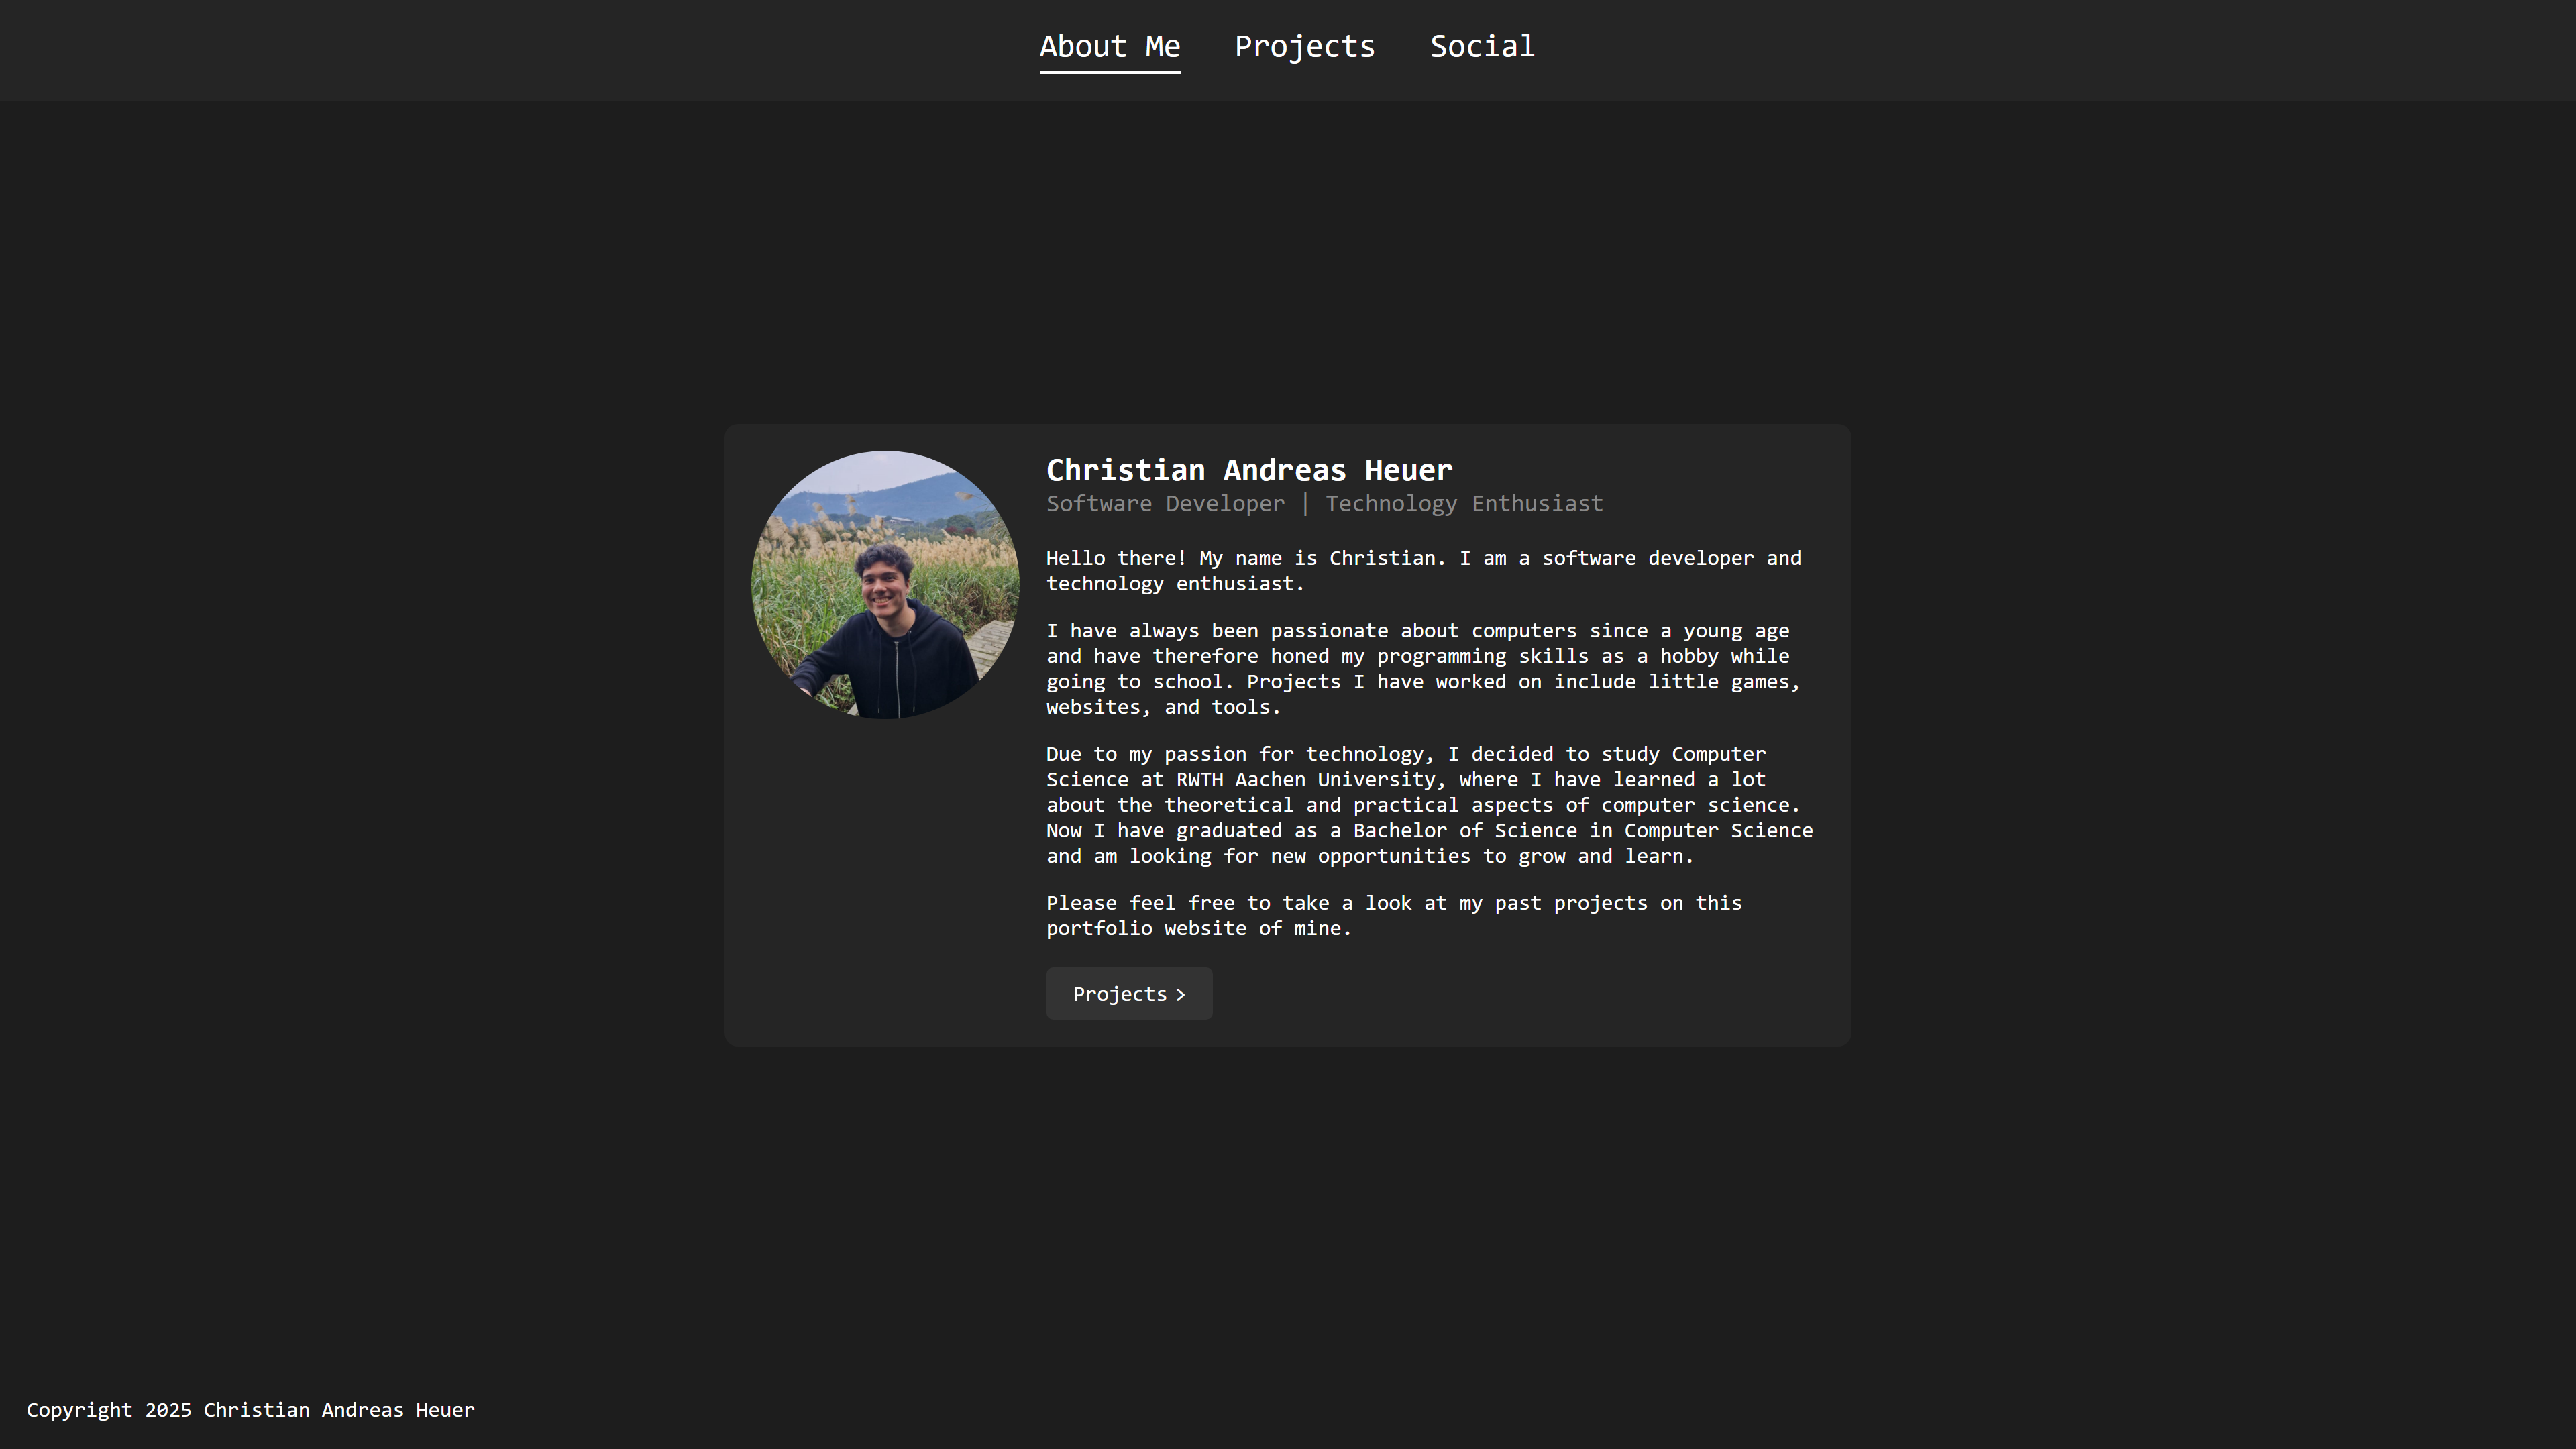 About Me Projects Social
Christian Andreas Heuer
Software Developer | Technology Enthusiast
Hello there! My name is Christian. I am a software developer and
technology enthusiast.
I have always been passionate about computers since a young age
and have therefore honed my programming skills as a hobby while
going to school. Projects I have worked on include little games,
websites, and tools.
Due to my passion for technology, I decided to study Computer
Science at RWTH Aachen University, where I have learned a lot
about the theoretical and practical aspects of computer science.
Now I have graduated as a Bachelor of Science in Computer Science
and am looking for new opportunities to grow and learn.
Please feel free to take a look at my past projects on this
portfolio website of mine.
Projects >
Copyright 2025 Christian Andreas Heuer